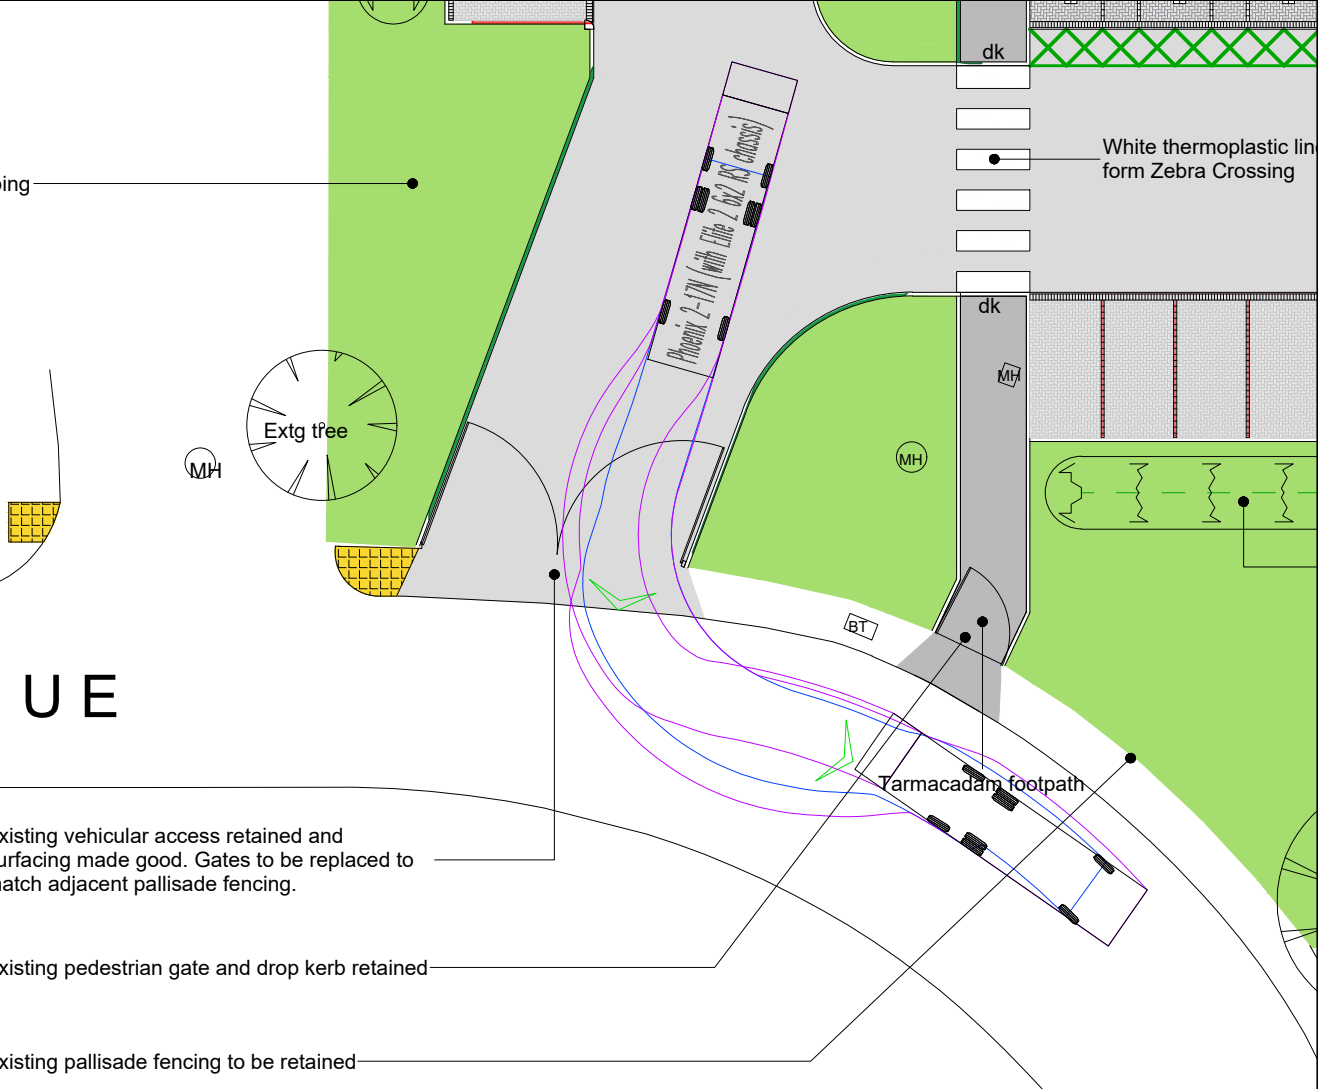 dk
White thermoplastic lin
form Zebra Crossing
ping
Phoenix 2-17N (with Elite 2 6x2 RS chassis)
dk
MH
Extg tree
MH
MH
BT
U E
Tarmacadam footpath
xisting vehicular access retained and
urfacing made good. Gates to be replaced to
natch adjacent pallisade fencing.
xisting pedestrian gate and drop kerb retained
xisting pallisade fencing to be retained